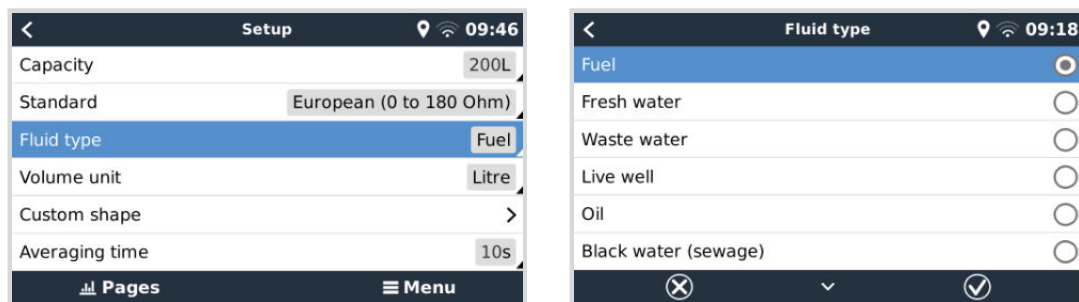 Setup 09:46
Capacity 200L
Standard European (0 to 180 Ohm)
Fluid type Fuel
Volume unit Litre
Custom shape
Averaging time 10s
Pages Menu
Fluid type 09:18
Fuel
Fresh water
Waste water
Live well
Oil
Black water (sewage)